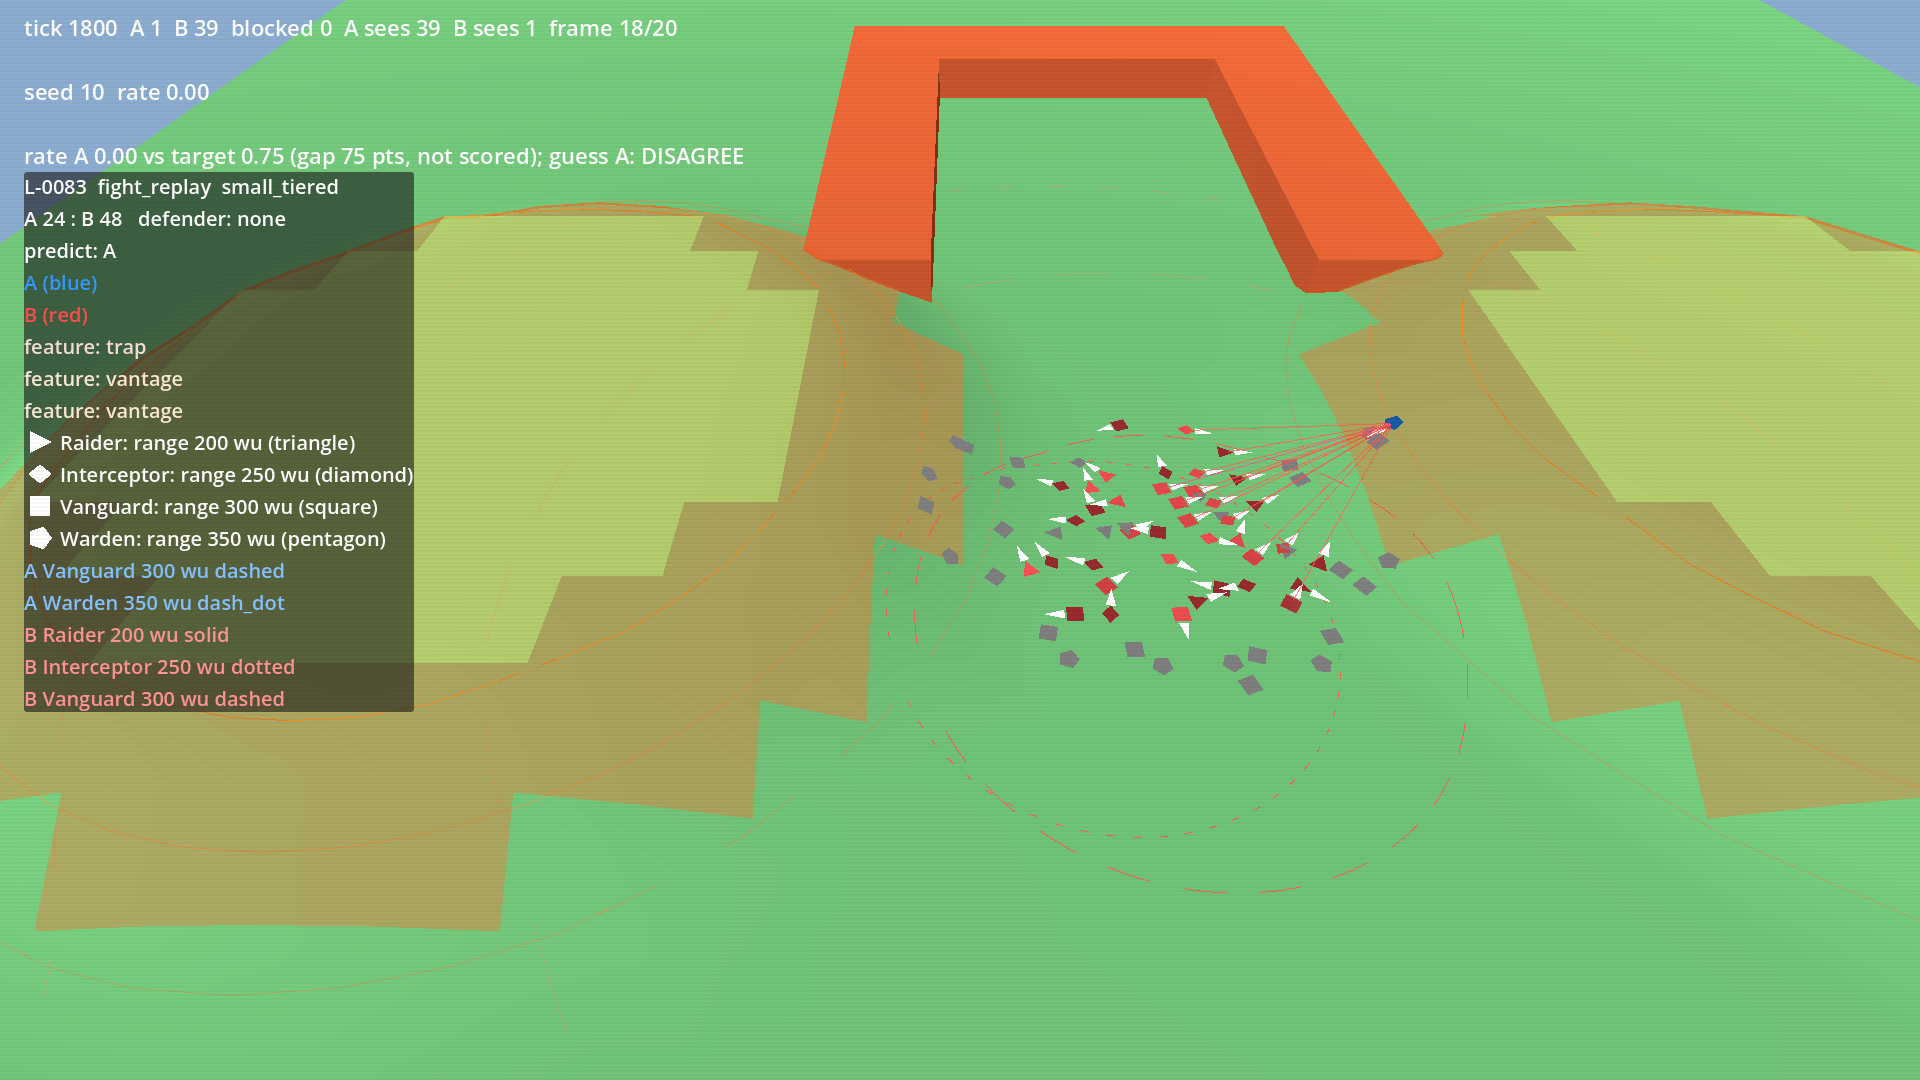 tick 1800  A 1  B 39  blocked 0  A sees 39  B sees 1  frame 18/20
seed 10  rate 0.00
rate A 0.00 vs target 0.75 (gap 75 pts, not scored); guess A: DISAGREE
L-0083  fight_replay  small_tiered
A 24 : B 48   defender: none
predict: A
A (blue)
B (red)
feature: trap
feature: vantage
feature: vantage
Raider: range 200 wu (triangle)
Interceptor: range 250 wu (diamond)
Vanguard: range 300 wu (square)
Warden: range 350 wu (pentagon)
A Vanguard 300 wu dashed
A Warden 350 wu dash_dot
B Raider 200 wu solid
B Interceptor 250 wu dotted
B Vanguard 300 wu dashed